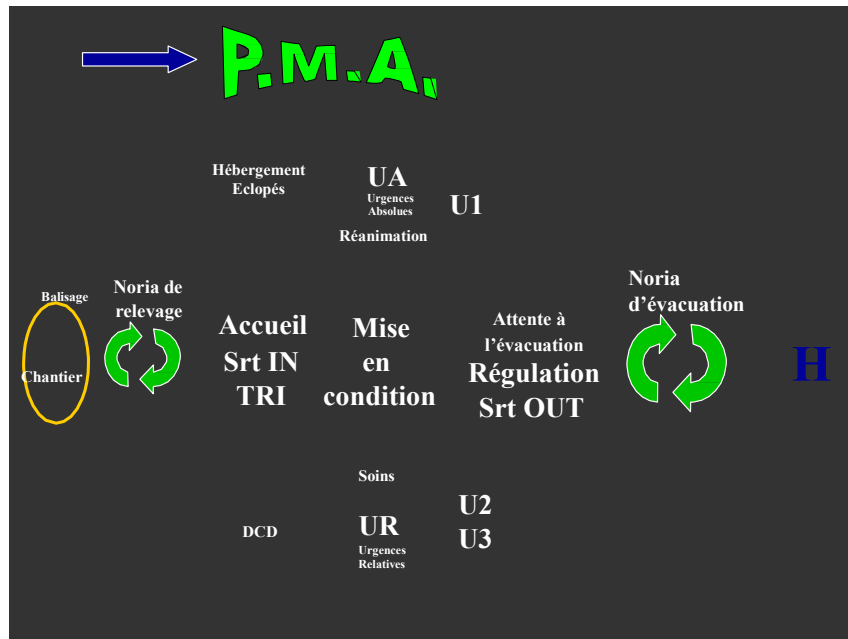 P.M.A.
Hébergement
Eclopés
UA
Urgences
Absolues
U1
Réanimation
Balisage
Chantier
Noria de
relevage
Accueil
Srt IN
TRI
Mise
en
condition
Attente à
l'évacuation
Régulation
Srt OUT
Noria
d'évacuation
H
DCD
Soins
UR
Urgences
Relatives
U2
U3